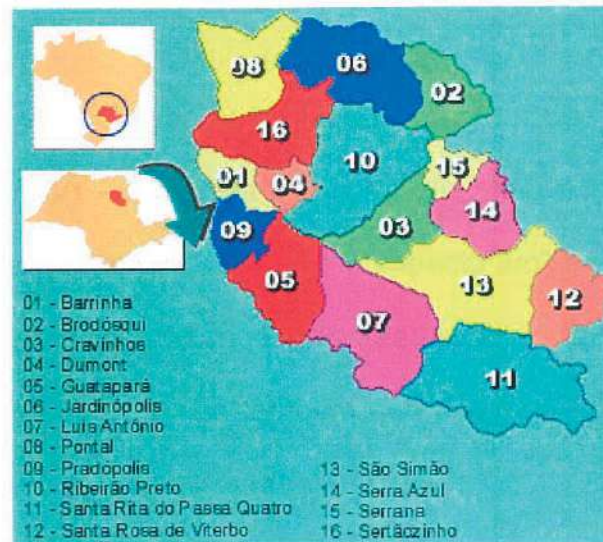 08
06
02
16
10
15
01
04
14
03
09
13
05
12
07
11
01 - Barrinha
02 - Brodósqui
03 - Cravinhos
04 - Dumont
05 - Guatapará
06 - Jardinópolis
07 - Luis Antônio
08 - Pontal
09 - Pradópolis
10 - Ribeirão Preto
11 - Santa Rita do Passa Quatro
12 - Santa Rosa de Viterbo
13 - São Simão
14 - Serra Azul
15 - Serrana
16 - Sertãozinho